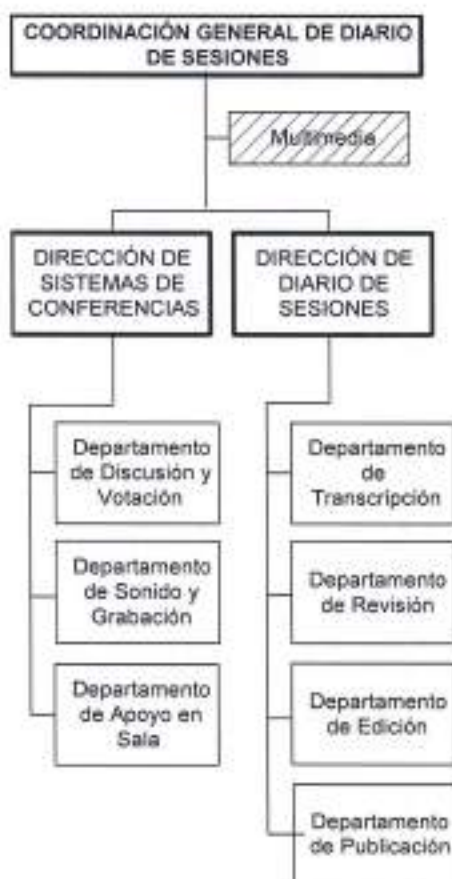 COORDINACIÓN GENERAL DE DIARIO
DE SESIONES
Multimedia
DIRECCIÓN DE
SISTEMAS DE
CONFERENCIAS
DIRECCIÓN DE
DIARIO DE
SESIONES
Departamento
de Discusión y
Votación
Departamento
de Sonido y
Grabación
Departamento
de Apoyo en
Sala
Departamento
de
Transcripción
Departamento
de Revisión
Departamento
de Edición
Departamento
de Publicación